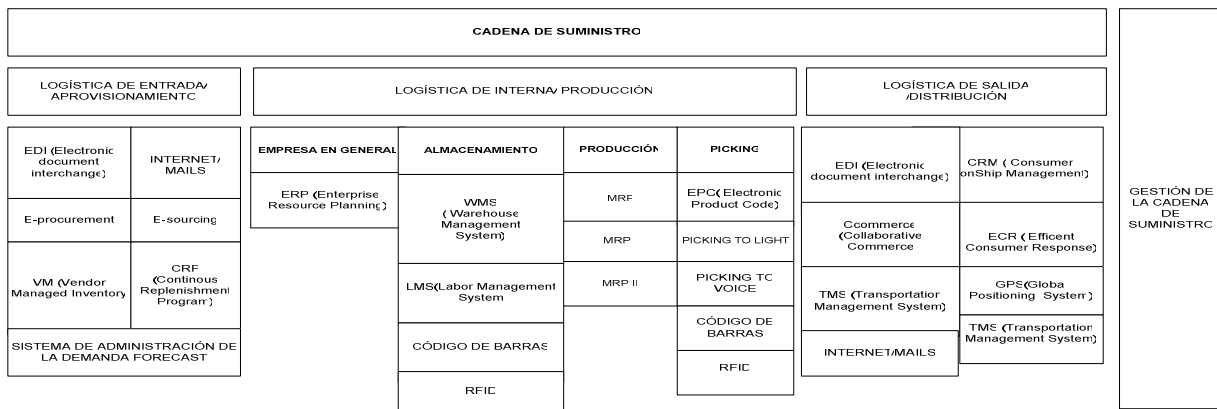 CADENA DE SUMINISTRO
LOGÍSTICA DE ENTRADA/
APROVISIONAMIENTO
LOGÍSTICA DE INTERNA/ PRODUCCIÓN
LOGÍSTICA DE SALIDA
/DISTRIBUCIÓN
EDI (Electronic
document
interchange)
INTERNET/
MAILS
E-procurement
E-sourcing
VM (Vendor
Managed Inventory
CRP
(Continous
Replenishment
Program)
SISTEMA DE ADMINISTRACIÓN DE
LA DEMANDA FORECAST
EMPRESA EN GENERAL
ERP (Enterprise
Resource Planning)
ALMACENAMIENTO
WMS
( Warehouse
Management
System)
LMS(Labor Management
System
CÓDIGO DE BARRAS
RFID
PRODUCCIÓN
MRP
MRP
MRP II
PICKING
EPC( Electronic
Product Code)
PICKING TO LIGHT
PICKING TO
VOICE
CÓDIGO DE
BARRAS
RFID
EDI (Electronic
document interchange)
Ccommerce
(Collaborative
Commerce
TMS (Transportation
Management System)
INTERNET/MAILS
CRM ( Consumer
onShip Management)
ECR ( Efficent
Consumer Response)
GPS(Global
Positioning System)
TMS (Transportation
Management System)
GESTIÓN DE
LA CADENA
DE
SUMINISTRO